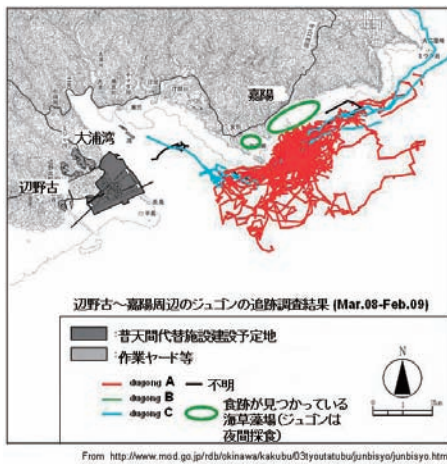 嘉陽
大浦湾
辺野古
辺野古〜嘉陽周辺のジュゴンの追跡調査結果 (Mar.08-Feb.09)
:普天間代替施設建設予定地
:作業ヤード等
dugong A
不明
dugong B
dugong C
食跡が見つかっている
海草藻場(ジュゴンは
夜間採食)
N
From http://www.mod.go.jp/rdb/okinawa/kakubu/03tyoutatubu/junbisyo/junbisyo.htm